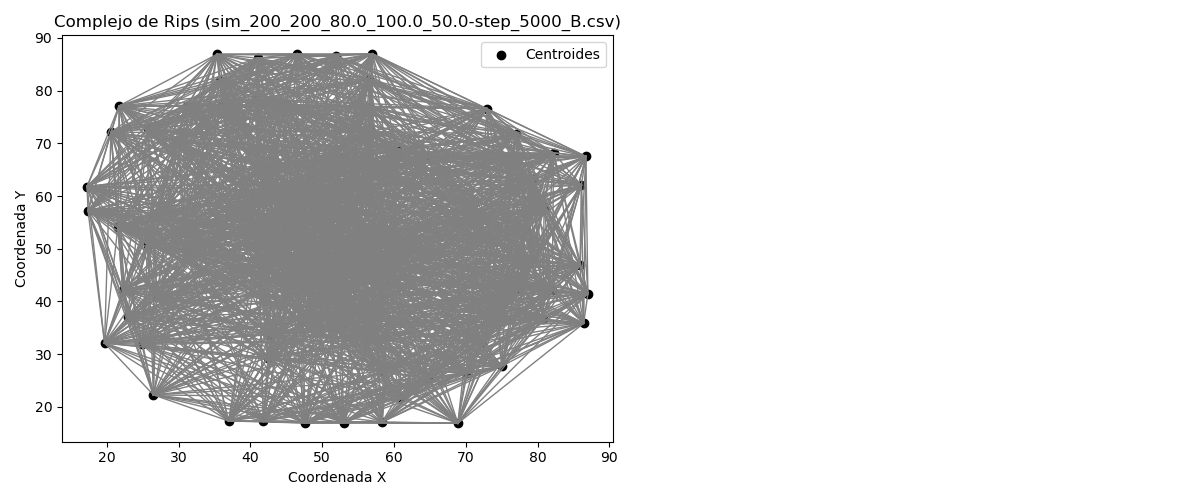 Complejo de Rips (sim_200_200_80.0_100.0_50.0-step_5000_B.csv)
90
80
70
60
50
40
30
20
Coordenada Y
Centroides
20 30 40 50 60 70 80 90
Coordenada X